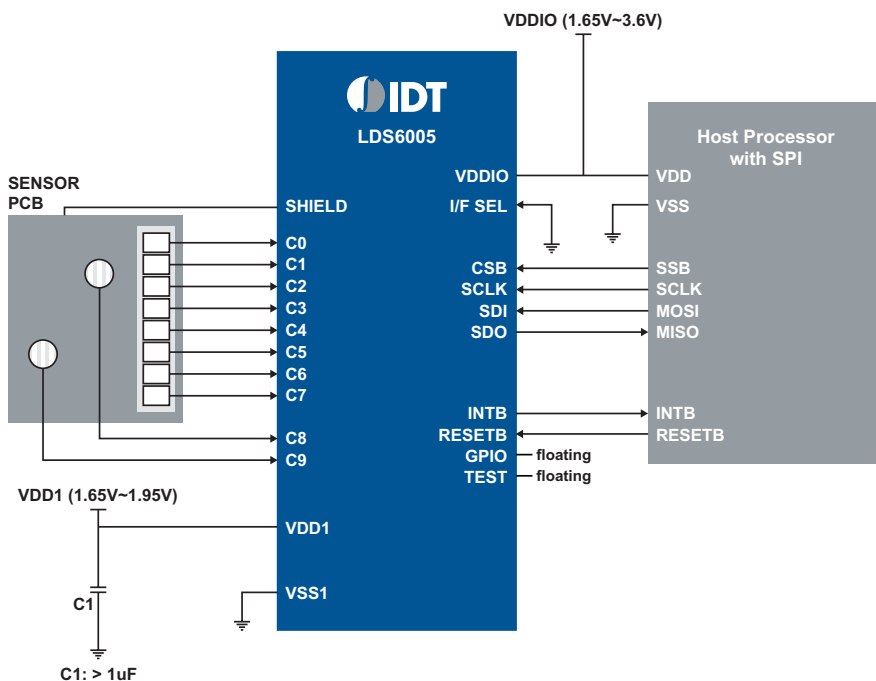 VDDIO (1.65V~3.6V)
IDT
LDS6005
Host Processor
with SPI
SENSOR
PCB
SHIELD
C0
C1
C2
C3
C4
C5
C6
C7
C8
C9
VDD1
VSS1
VDDIO
I/F SEL
CSB
SCLK
SDI
SDO
INTB
RESETB
GPIO
TEST
floating
floating
VDD
VSS
SSB
SCLK
MOSI
MISO
INTB
RESETB
VDD1 (1.65V~1.95V)
C1
C1: > 1uF